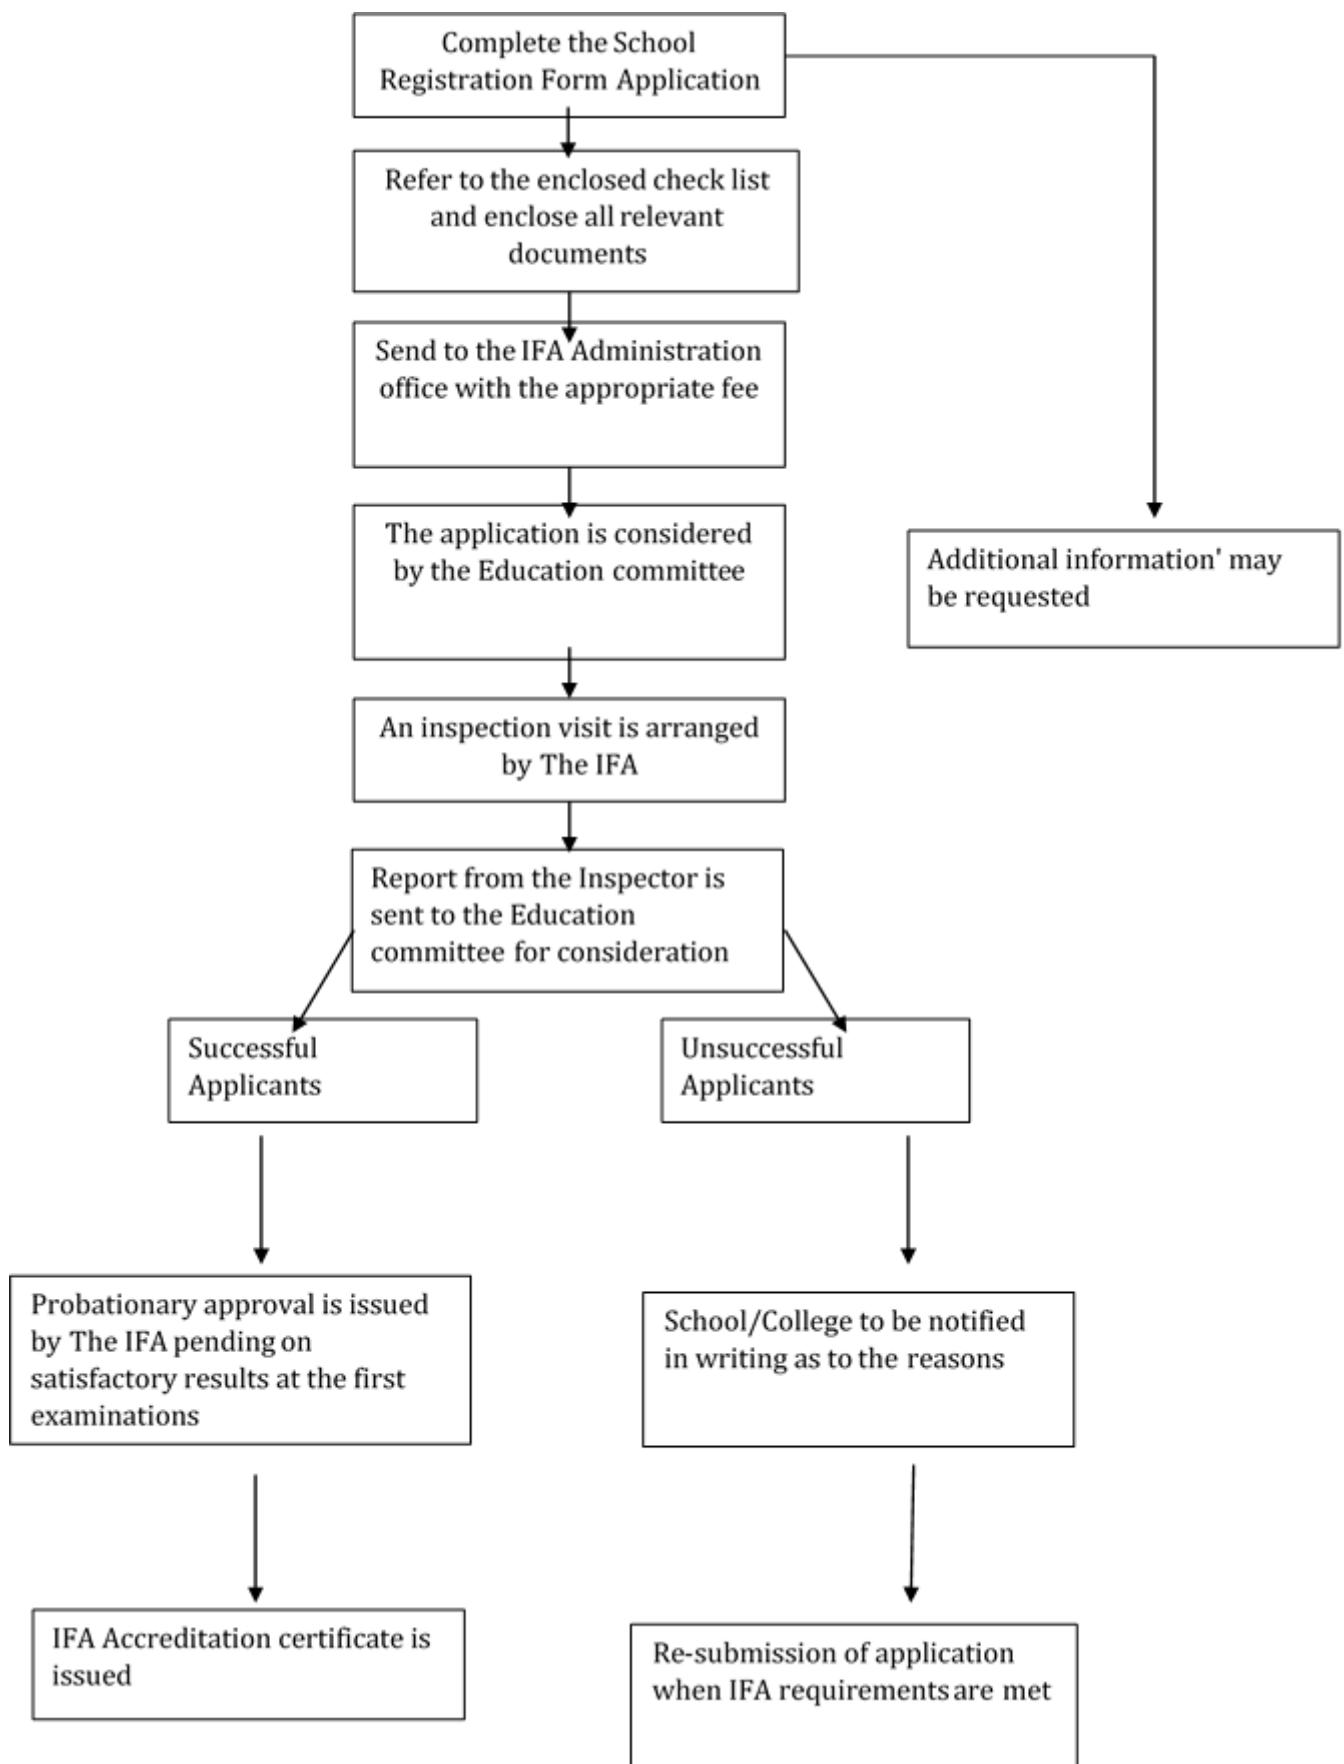 Complete the School
Registration Form Application
Refer to the enclosed check list
and enclose all relevant
documents
Send to the IFA Administration
office with the appropriate fee
The application is considered
by the Education committee
Additional information' may
be requested
An inspection visit is arranged
by The IFA
Report from the Inspector is
sent to the Education
committee for consideration
Successful
Applicants
Unsuccessful
Applicants
Probationary approval is issued
by The IFA pending on
satisfactory results at the first
examinations
School/College to be notified
in writing as to the reasons
IFA Accreditation certificate is
issued
Re-submission of application
when IFA requirements are met